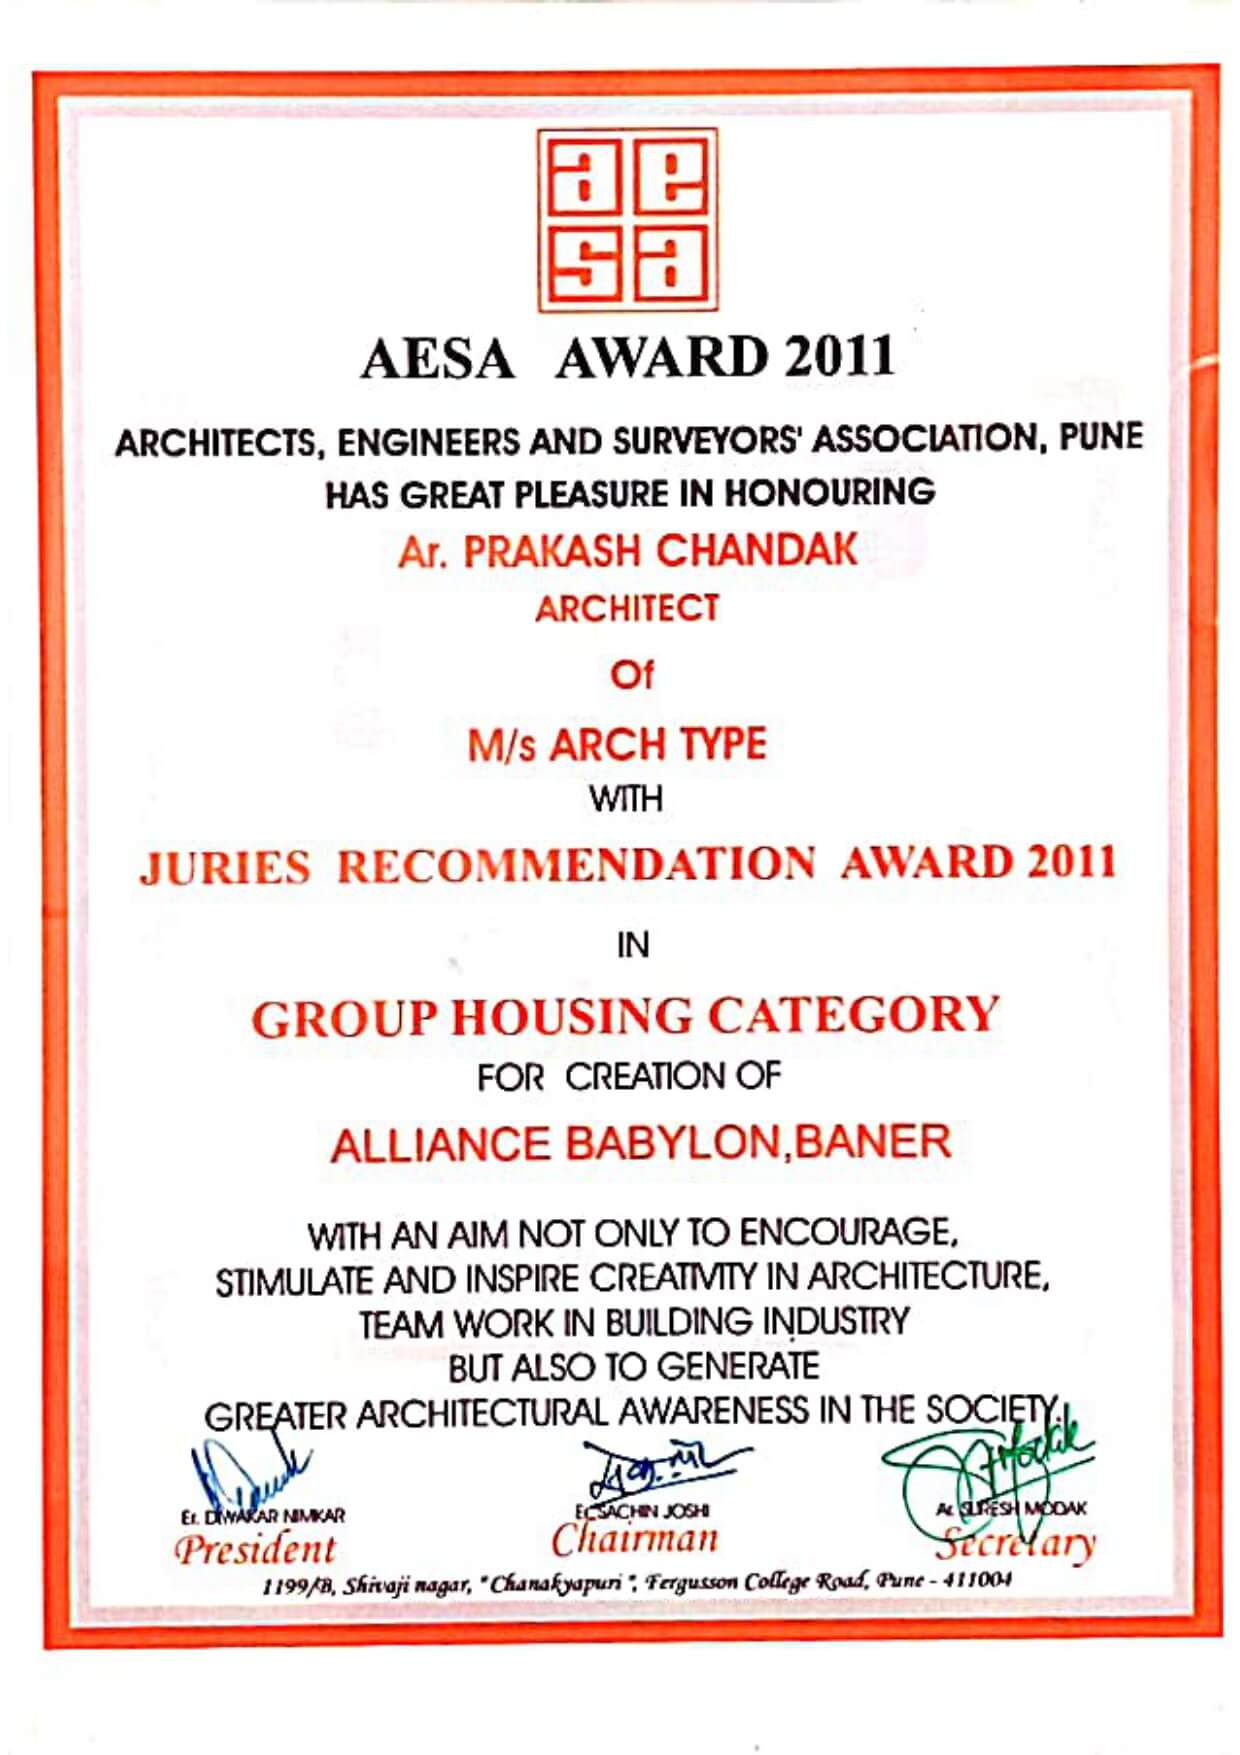 a e
s a
AESA AWARD 2011
ARCHITECTS, ENGINEERS AND SURVEYORS' ASSOCIATION, PUNE
HAS GREAT PLEASURE IN HONOURING
Ar. PRAKASH CHANDAK
ARCHITECT
Of
M/s ARCH TYPE
WITH
JURIES RECOMMENDATION AWARD 2011
IN
GROUP HOUSING CATEGORY
FOR CREATION OF
ALLIANCE BABYLON,BANER
WITH AN AIM NOT ONLY TO ENCOURAGE,
STIMULATE AND INSPIRE CREATIVITY IN ARCHITECTURE,
TEAM WORK IN BUILDING INDUSTRY
BUT ALSO TO GENERATE
GREATER ARCHITECTURAL AWARENESS IN THE SOCIETY.
Er. DIWAKAR NIMKAR Er. SACHIN JOSHI Ar. SURESH MODAK
President Chairman Secretary
1199/B, Shivaji nagar, "Chanakyapuri", Fergusson College Road, Pune - 411004